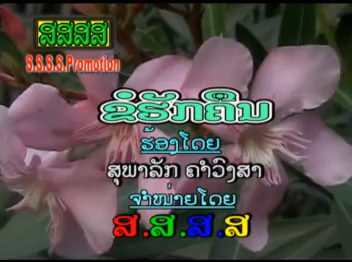 ສສສສ
S.S.S.S.Promotion
ຂໍຮັກຄືນ
ຮ້ອງໂດຍ
ສຸພາລັກ ຄຳວົງສາ
ຈຳໜ່າຍໂດຍ
ສ.ສ.ສ.ສ